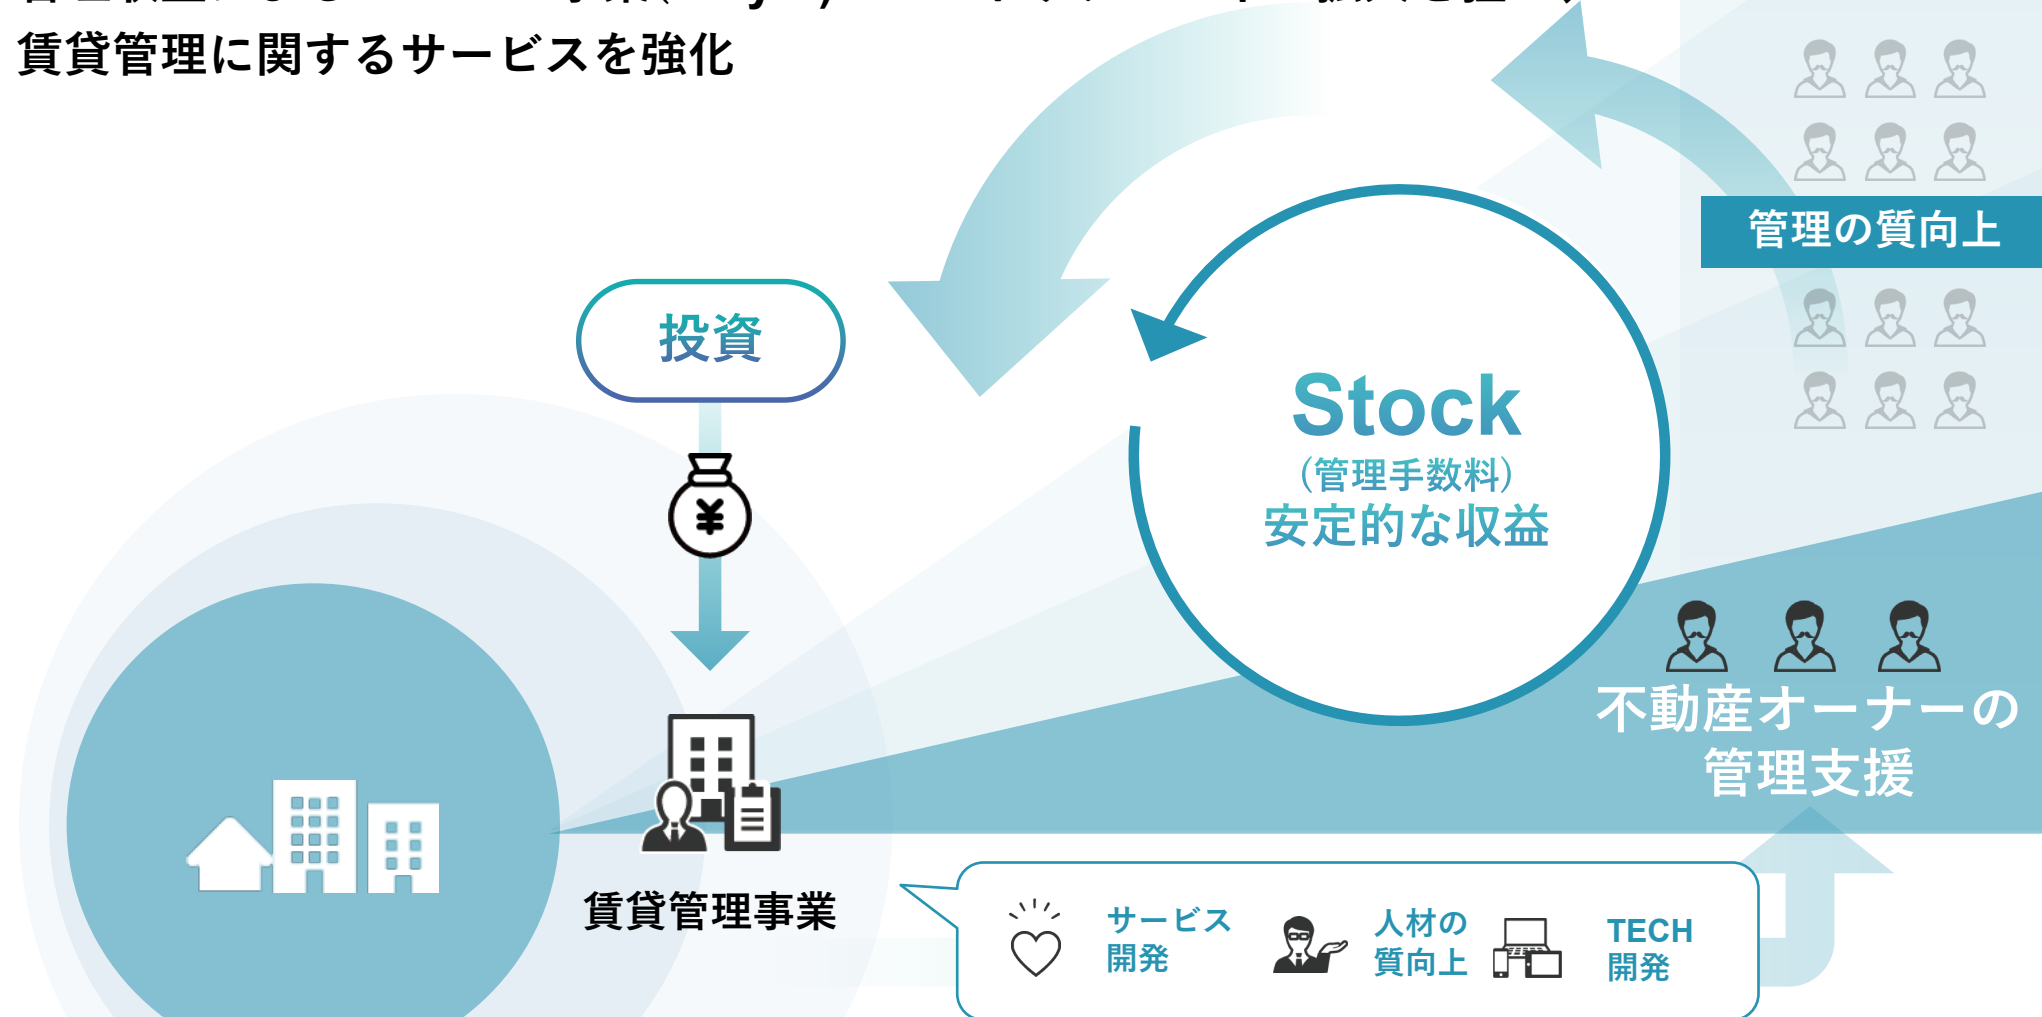 賃貸管理に関するサービスを強化
管理の質向上
投資
Stock
(管理手数料)
安定的な収益
¥
不動産オーナーの
管理支援
賃貸管理事業
サービス
開発
人材の
質向上
TECH
開発